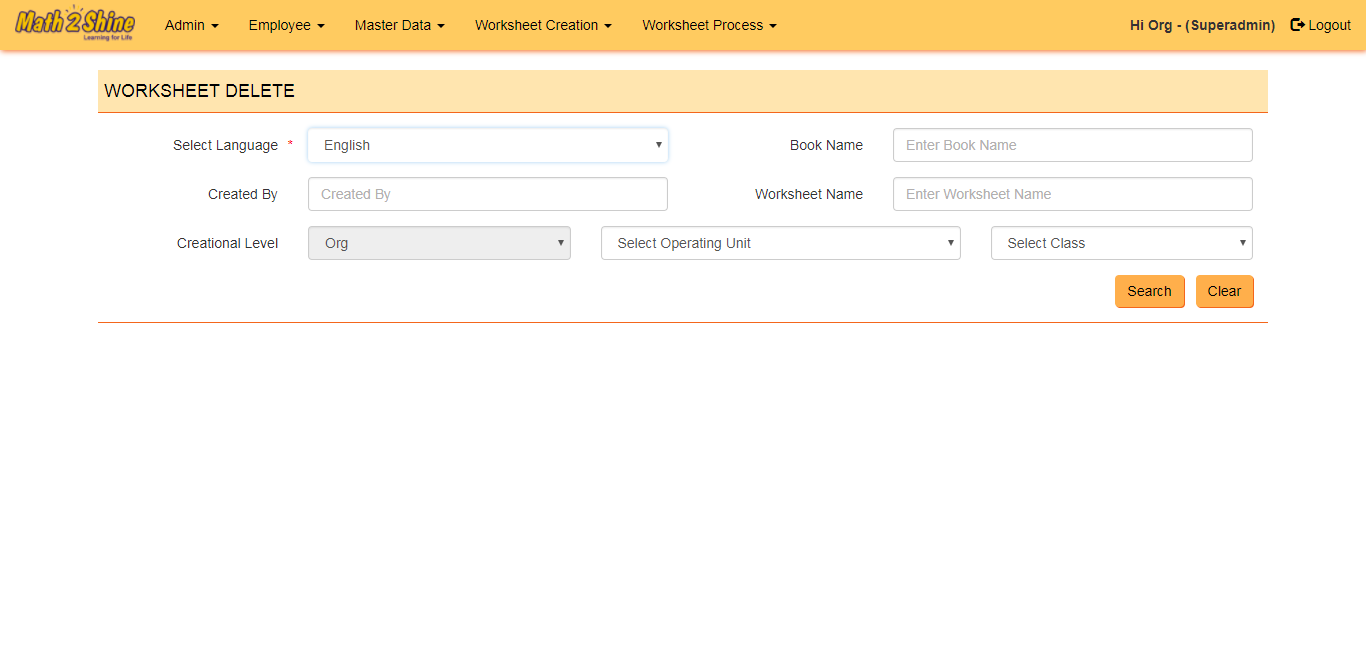 Math 2 Shine
Learning for Life
Admin Employee Master Data Worksheet Creation Worksheet Process Hi Org - (Superadmin) Logout
WORKSHEET DELETE
Select Language * English Book Name Enter Book Name
Created By Created By Worksheet Name Enter Worksheet Name
Creational Level Org Select Operating Unit Select Class
Search Clear